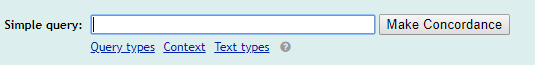 Simple query: Make Concordance
Query types Context Text types ?